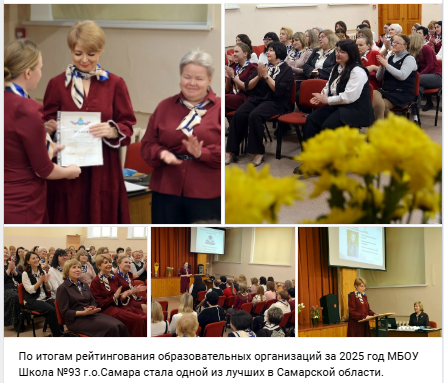 По итогам рейтингования образовательных организаций за 2025 год МБОУ
Школа №93 г.о.Самара стала одной из лучших в Самарской области.